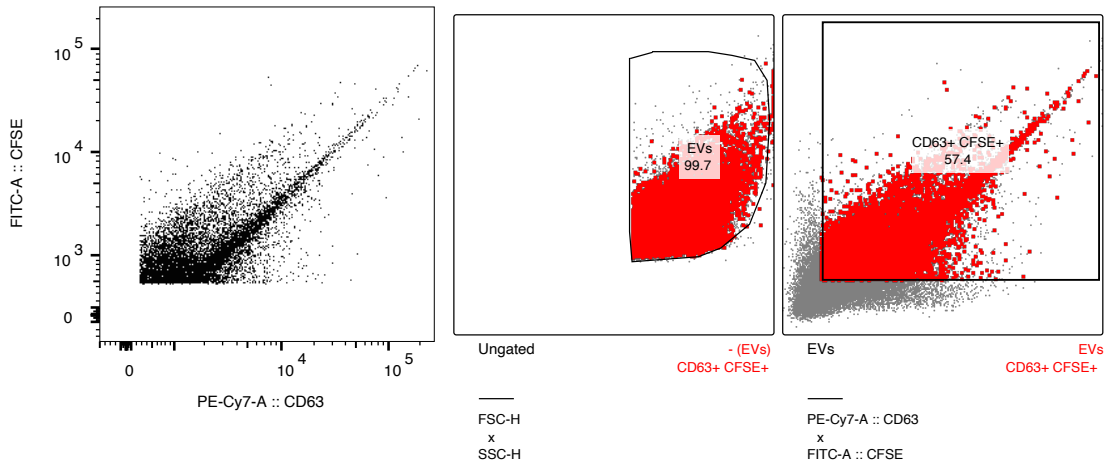 10^5
10^4
10^3
0
FITC-A :: CFSE
0
10^4
10^5
PE-Cy7-A :: CD63
EVs
99.7
Ungated
- (EVs)
CD63+ CFSE+
FSC-H
x
SSC-H
CD63+ CFSE+
57.4
EVs
EVs
CD63+ CFSE+
PE-Cy7-A :: CD63
x
FITC-A :: CFSE